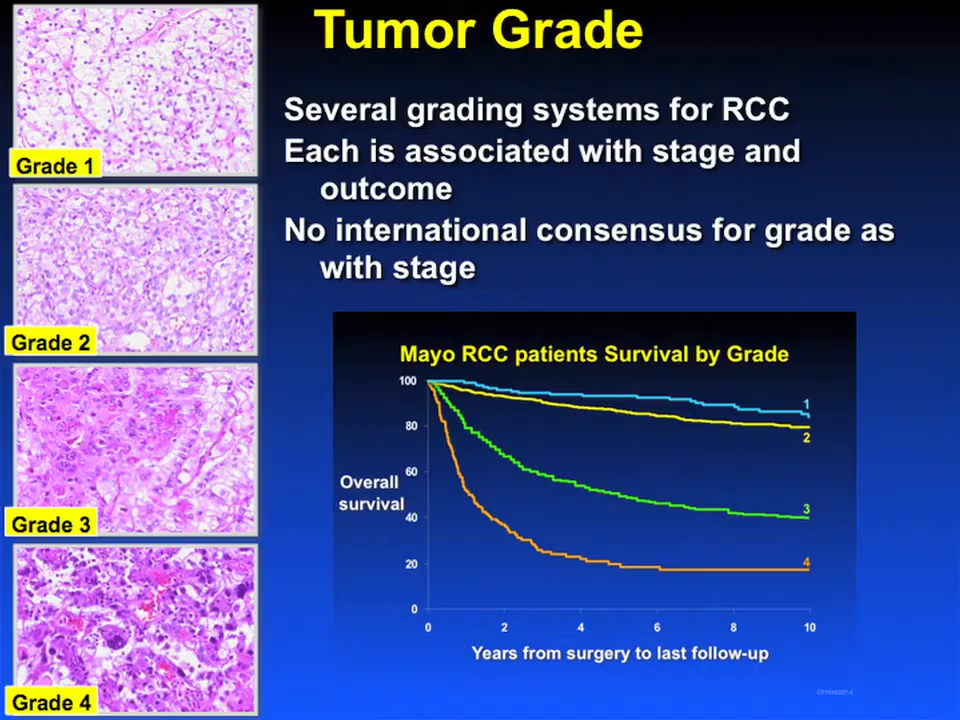 Tumor Grade
Several grading systems for RCC
Each is associated with stage and
outcome
No international consensus for grade as
with stage
Grade 1
Grade 2
Grade 3
Grade 4
Mayo RCC patients Survival by Grade
100
80
60
40
20
0
Overall
survival
1
2
3
4
0 2 4 6 8 10
Years from surgery to last follow-up